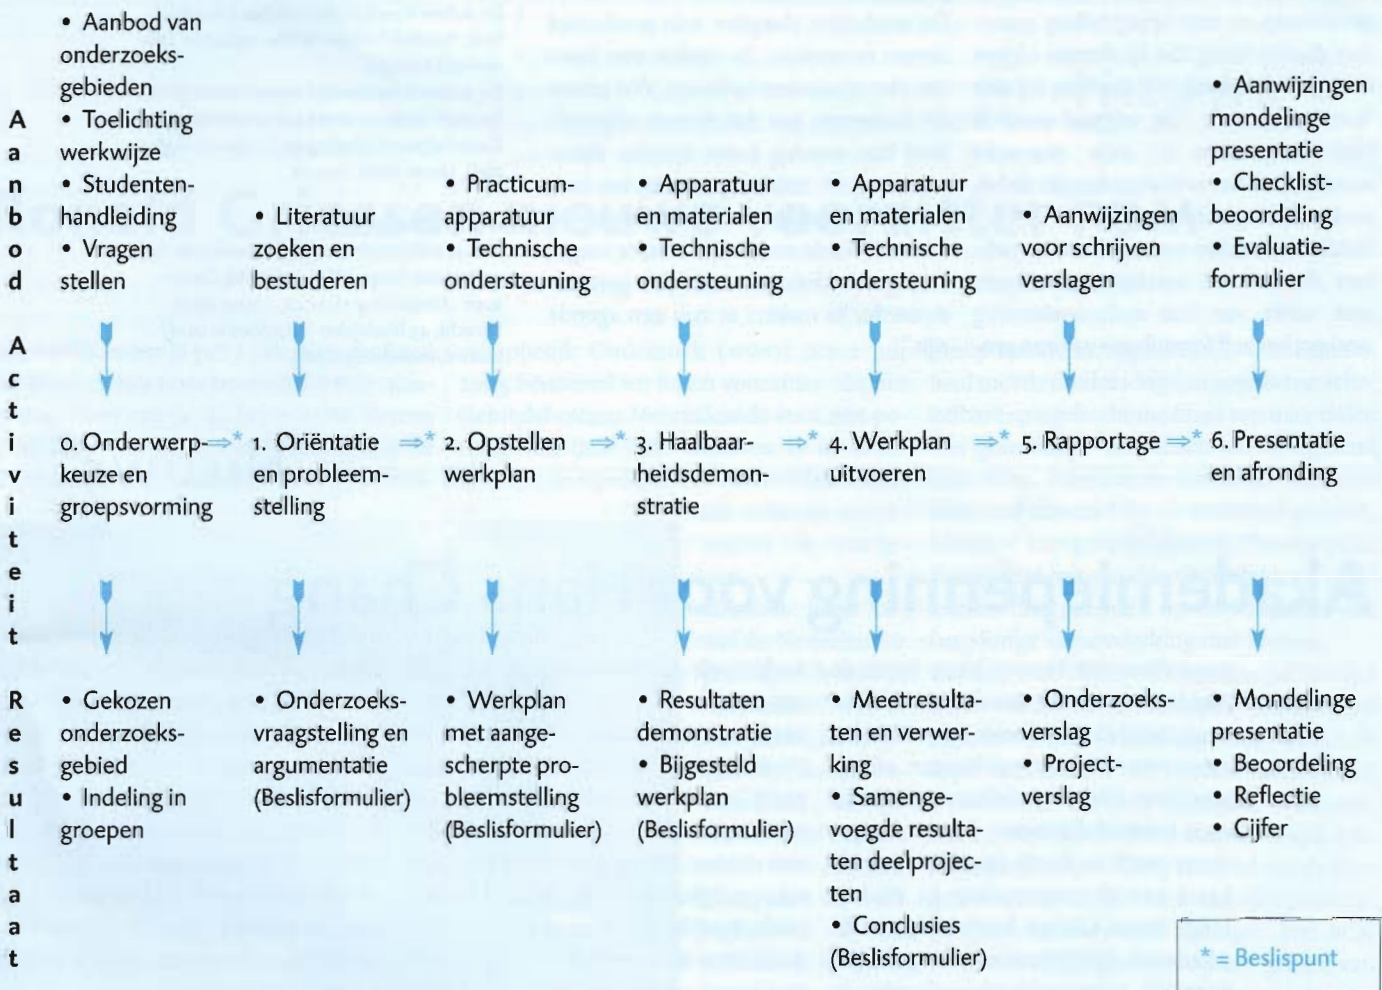 Aanbod
• Aanbod van
onderzoeks-
gebieden
• Toelichting
werkwijze
• Studenten-
handleiding
• Vragen
stellen
• Literatuur
zoeken en
bestuderen
• Practicum-
apparatuur
• Technische
ondersteuning
• Apparatuur
en materialen
• Technische
ondersteuning
• Apparatuur
en materialen
• Technische
ondersteuning
• Aanwijzingen
voor schrijven
verslagen
• Aanwijzingen
mondelinge
presentatie
• Checklist-
beoordeling
• Evaluatie-
formulier
Activiteit
0. Onderwerp-⇒*
keuze en
groepsvorming
1. Oriëntatie ⇒*
en probleem-
stelling
2. Opstellen ⇒*
werkplan
3. Haalbaar- ⇒*
heidsdemon-
stratie
4. Werkplan ⇒*
uitvoeren
5. Rapportage ⇒*
6. Presentatie
en afronding
Resultaat
• Gekozen
onderzoeks-
gebied
• Indeling in
groepen
• Onderzoeks-
vraagstelling en
argumentatie
(Beslisformulier)
• Werkplan
met aange-
scherpte pro-
bleemstelling
(Beslisformulier)
• Resultaten
demonstratie
• Bijgesteld
werkplan
(Beslisformulier)
• Meetresulta-
ten en verwer-
king
• Samenge-
voegde resulta-
ten deelprojec-
ten
• Conclusies
(Beslisformulier)
• Onderzoeks-
verslag
• Project-
verslag
• Mondelinge
presentatie
• Beoordeling
• Reflectie
• Cijfer
* = Beslispunt